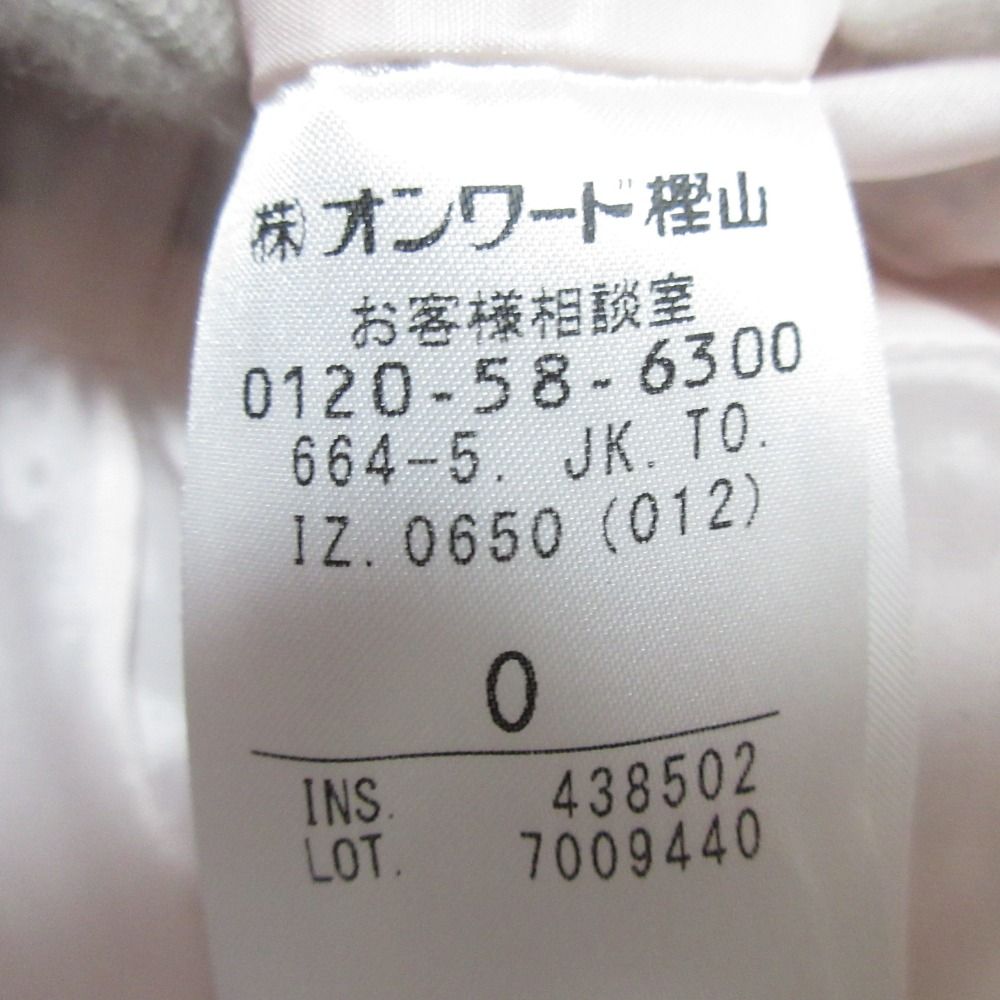 ㈱オンワード樫山
お客様相談室
0120-58-6300
664-5. JK. TO.
IZ. 0650 (012)
0
INS. 438502
LOT. 7009440